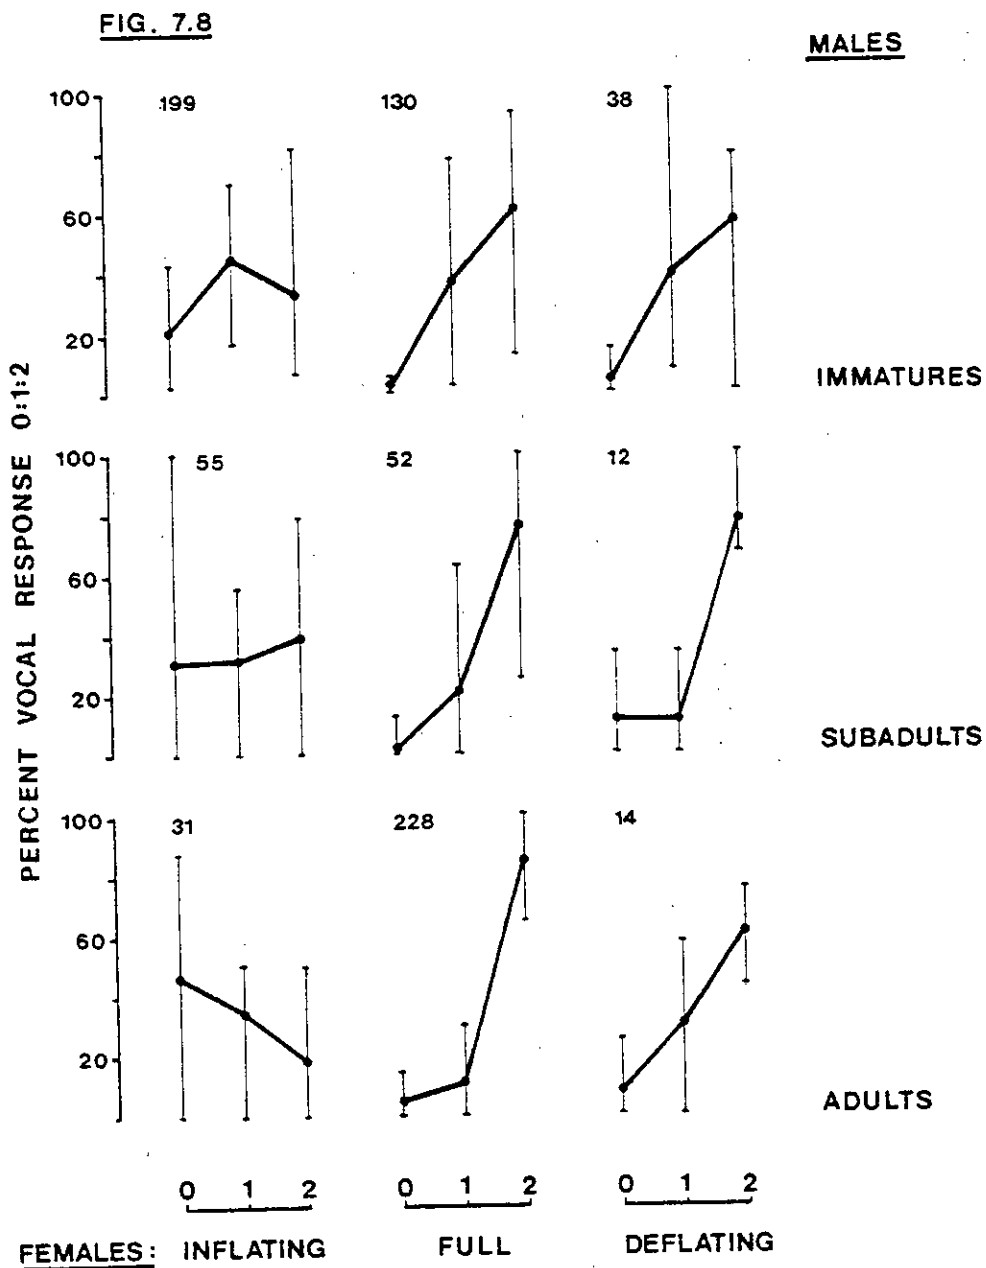 FIG. 7.8
MALES
PERCENT VOCAL RESPONSE 0:1:2
100
60
20
199
130
38
IMMATURES
100
60
20
55
52
12
SUBADULTS
100
60
20
31
228
14
ADULTS
0 1 2
0 1 2
0 1 2
FEMALES: INFLATING FULL DEFLATING